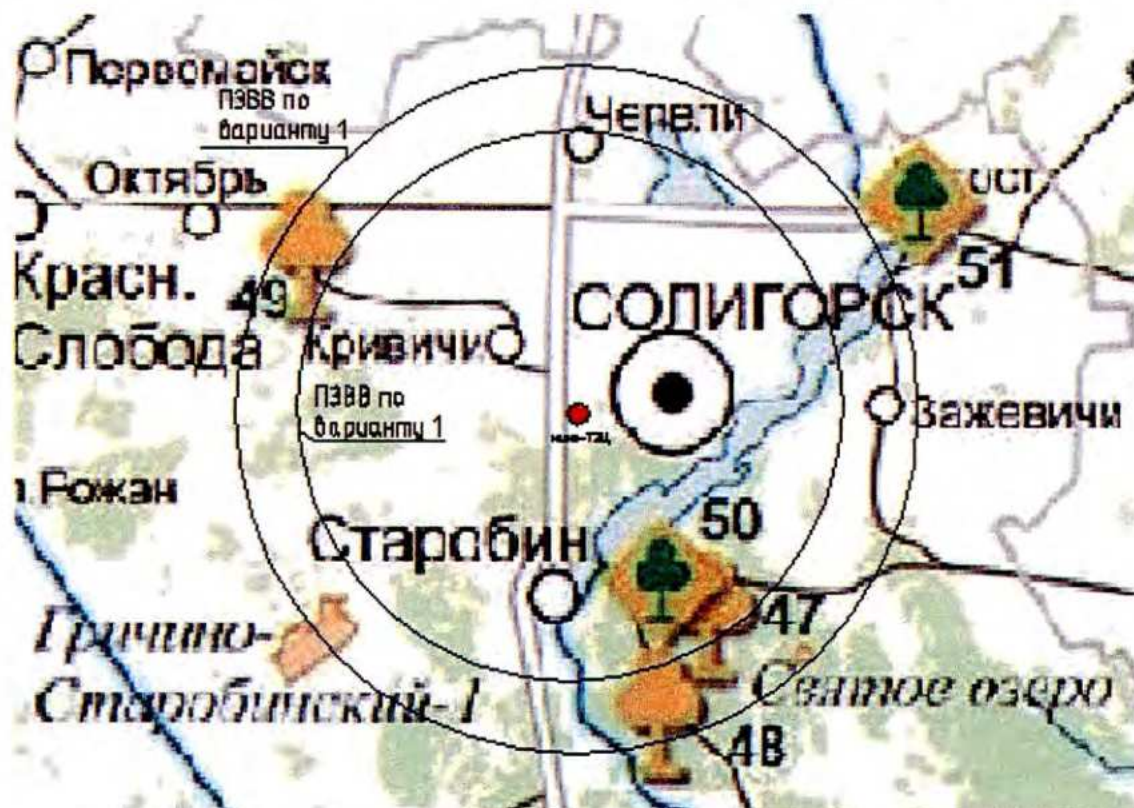 Первомайск
ПЗВВ по
варианту 1
Чепели
Октябрь
51
Красн.
Слобода
49
СОЛИГОРСК
Кривичи
ПЗВВ по
варианту 1
Зажевичи
Рожан
50
Старобин
47
Гричино-
Старобинский-1
Святое озеро
48